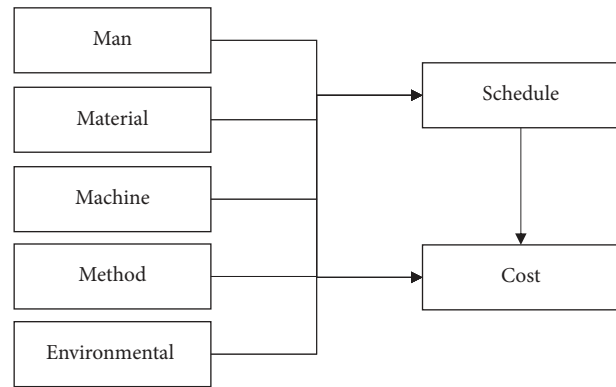 Man
Material
Machine
Method
Environmental
Schedule
Cost